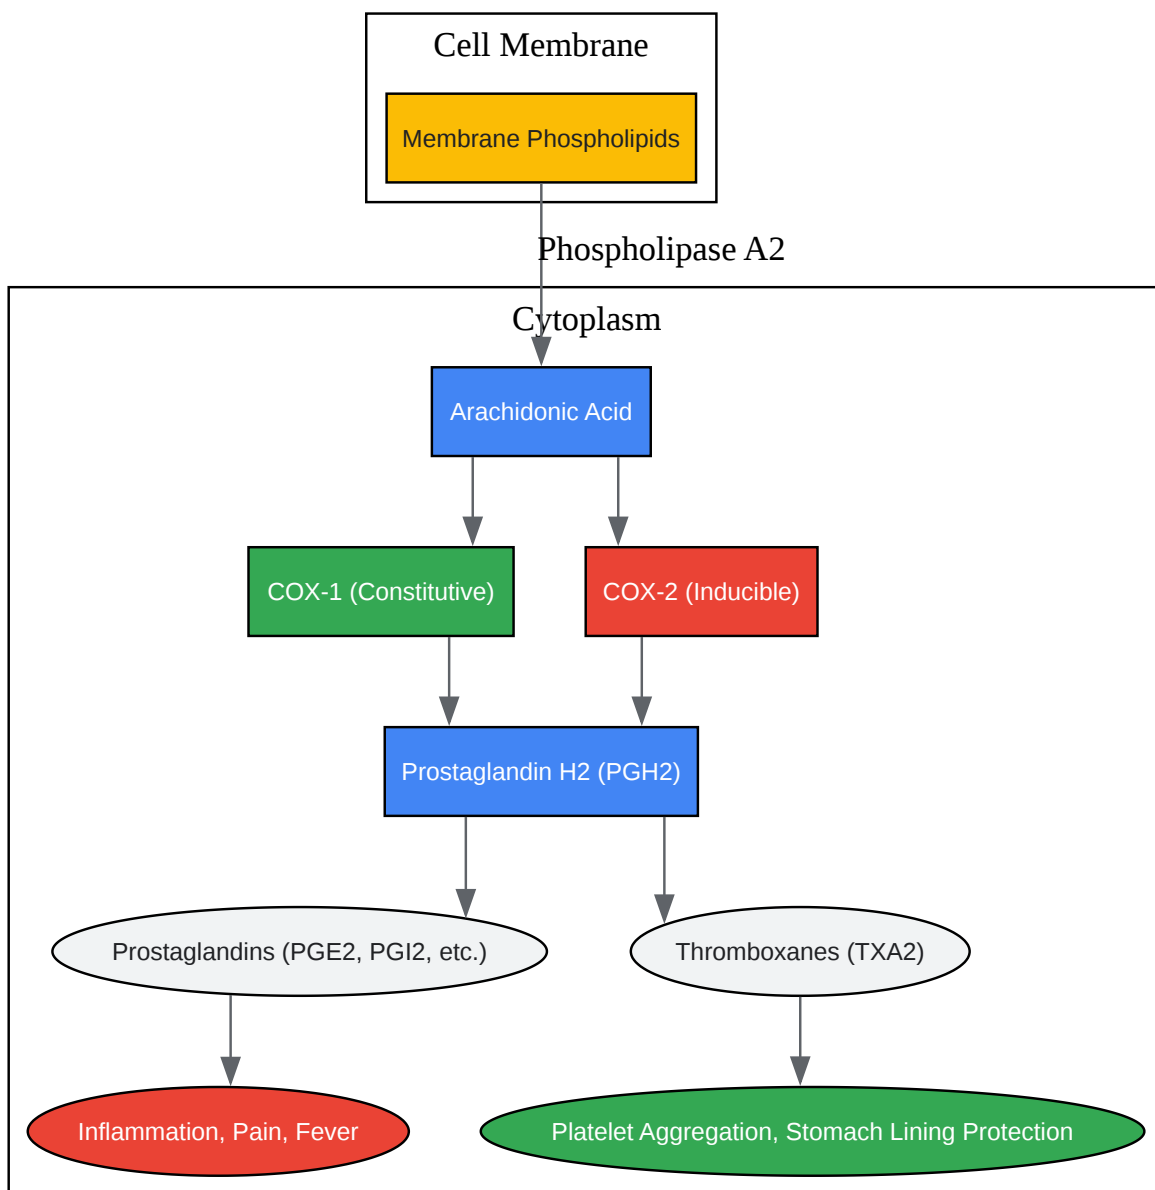 Cell Membrane
Membrane Phospholipids
Phospholipase A2
Cytoplasm
Arachidonic Acid
COX-1 (Constitutive)
COX-2 (Inducible)
Prostaglandin H2 (PGH2)
Prostaglandins (PGE2, PGI2, etc.)
Thromboxanes (TXA2)
Inflammation, Pain, Fever
Platelet Aggregation, Stomach Lining Protection